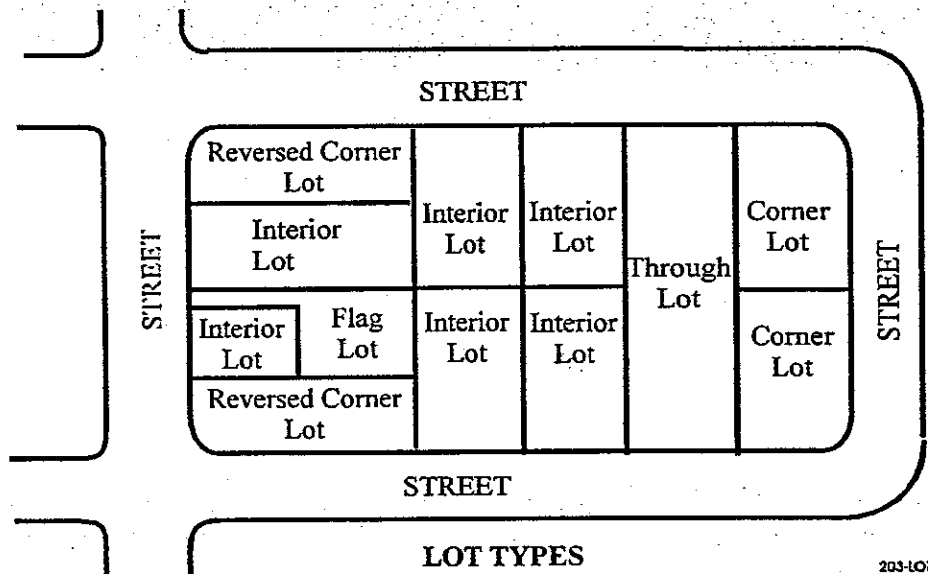 STREET
Reversed Corner
Lot
Interior
Lot
Interior
Lot
Interior
Lot
Corner
Lot
STREET
Through
Lot
STREET
Interior
Lot
Flag
Lot
Interior
Lot
Interior
Lot
Corner
Lot
Reversed Corner
Lot
STREET
LOT TYPES